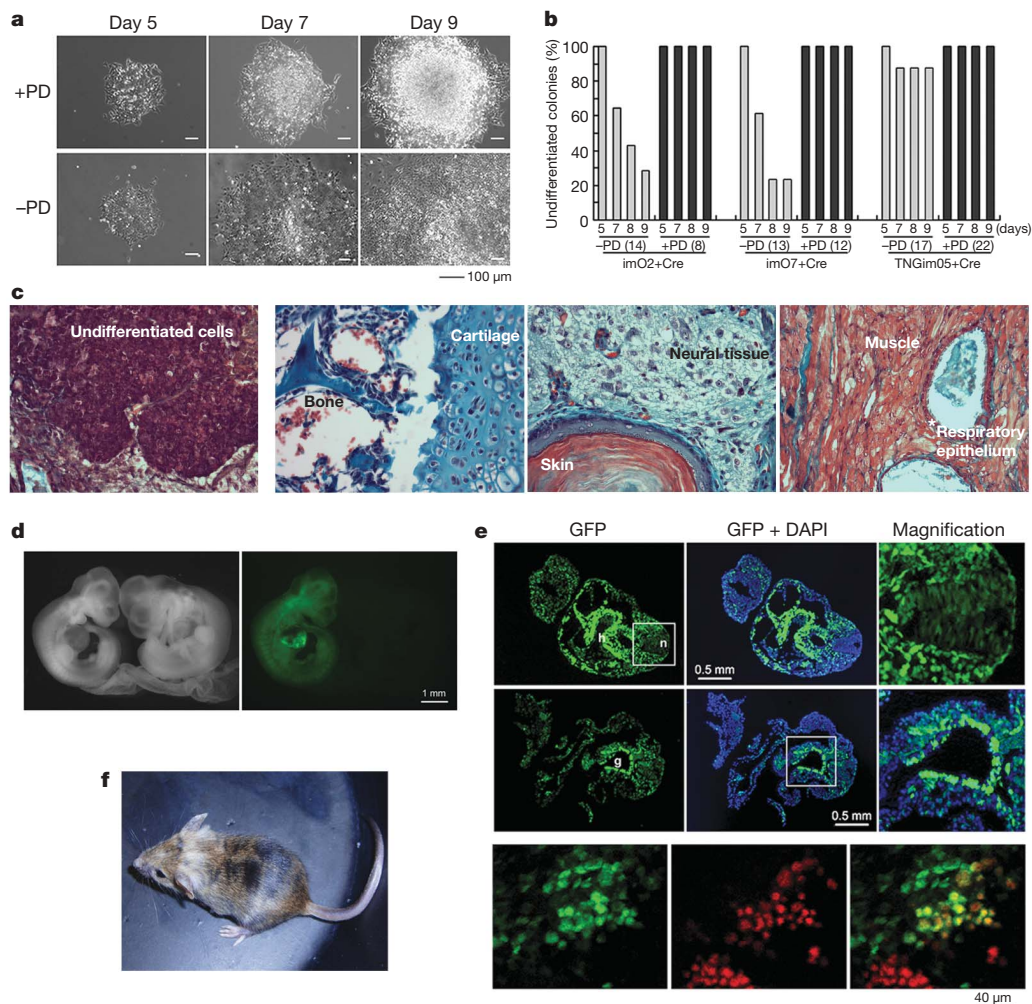 a
Day 5 Day 7 Day 9
+PD
–PD
100 µm
b
Undifferentiated colonies (%)
100
80
60
40
20
0
5 7 8 9 5 7 8 9 5 7 8 9 5 7 8 9 5 7 8 9 5 7 8 9 (days)
–PD (14) +PD (8) –PD (13) +PD (12) –PD (17) +PD (22)
imO2+Cre imO7+Cre TNGim05+Cre
c
Undifferentiated cells
Cartilage
Bone
Neural tissue
Skin
Muscle
*Respiratory
epithelium
d
1 mm
e
GFP GFP + DAPI Magnification
h
n
0.5 mm
g
0.5 mm
40 µm
f